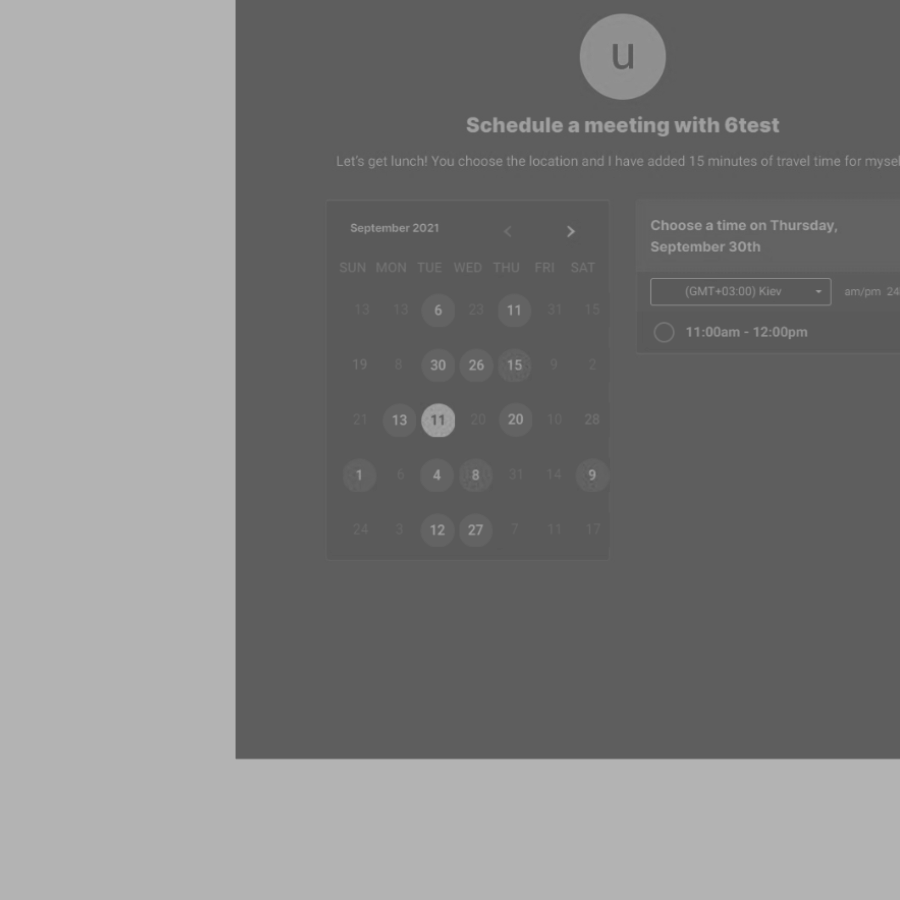 u
Schedule a meeting with 6test
Let's get lunch! You choose the location and I have added 15 minutes of travel time for mysel
September 2021
SUN MON TUE WED THU FRI SAT
13 13 6 23 11 31 15
19 8 30 26 15 9 2
21 13 11 20 20 10 28
1 6 4 8 31 14 9
24 3 12 27 7 11 17
Choose a time on Thursday,
September 30th
(GMT+03:00) Kiev am/pm 24
11:00am - 12:00pm